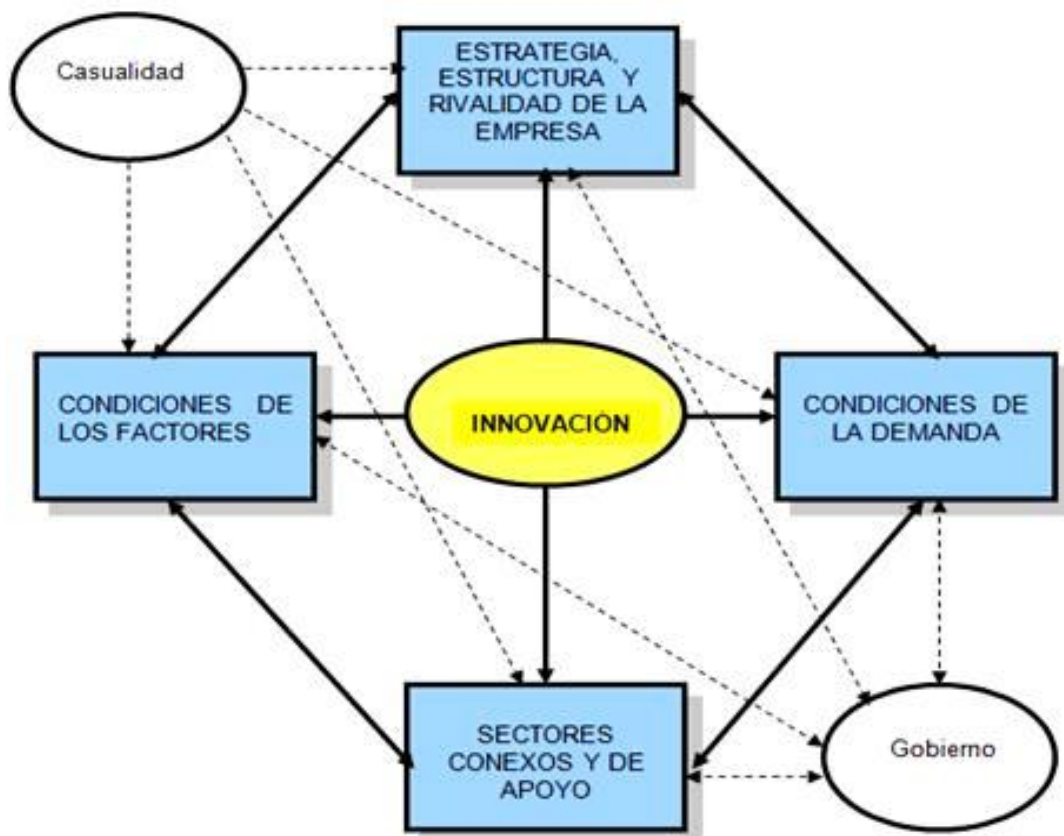 Casualidad
ESTRATEGIA,
ESTRUCTURA Y
RIVALIDAD DE LA
EMPRESA
CONDICIONES DE
LOS FACTORES
INNOVACIÓN
CONDICIONES DE
LA DEMANDA
SECTORES
CONEXOS Y DE
APOYO
Gobierno